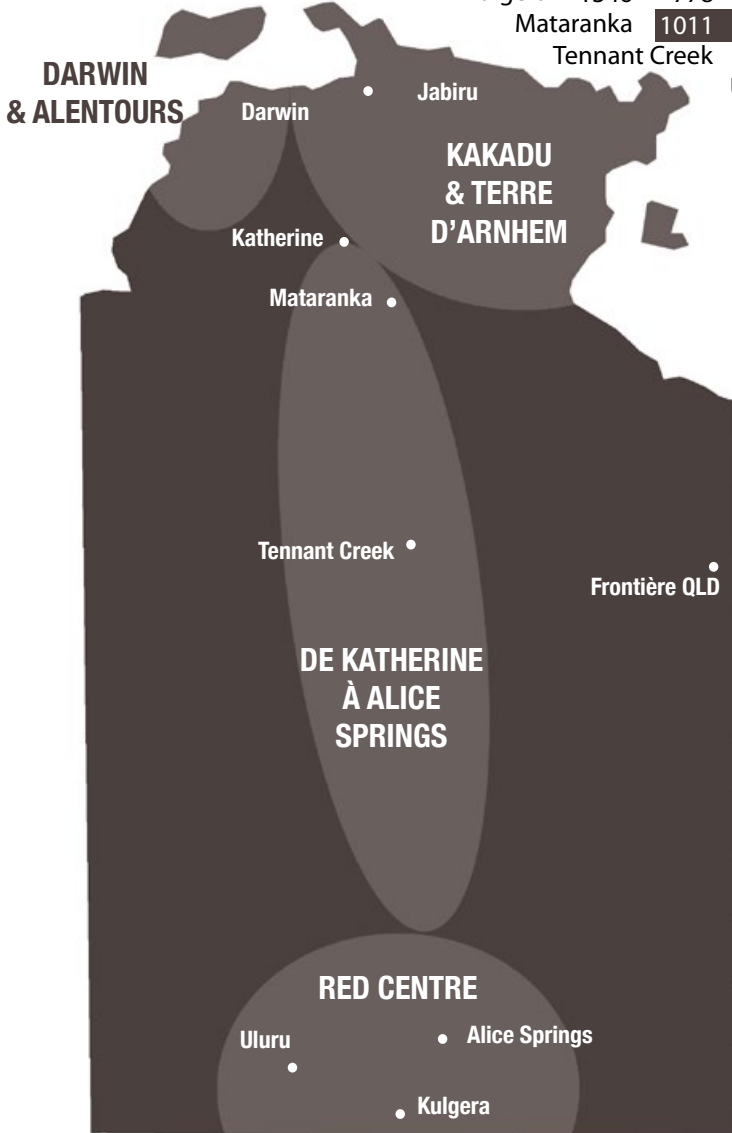 Mataranka 1011
Tennant Creek
DARWIN
& ALENTOURS
Darwin
Jabiru
KAKADU
& TERRE
D'ARNHEM
Katherine
Mataranka
Tennant Creek
Frontière QLD
DE KATHERINE
À ALICE
SPRINGS
RED CENTRE
Uluru
Alice Springs
Kulgera